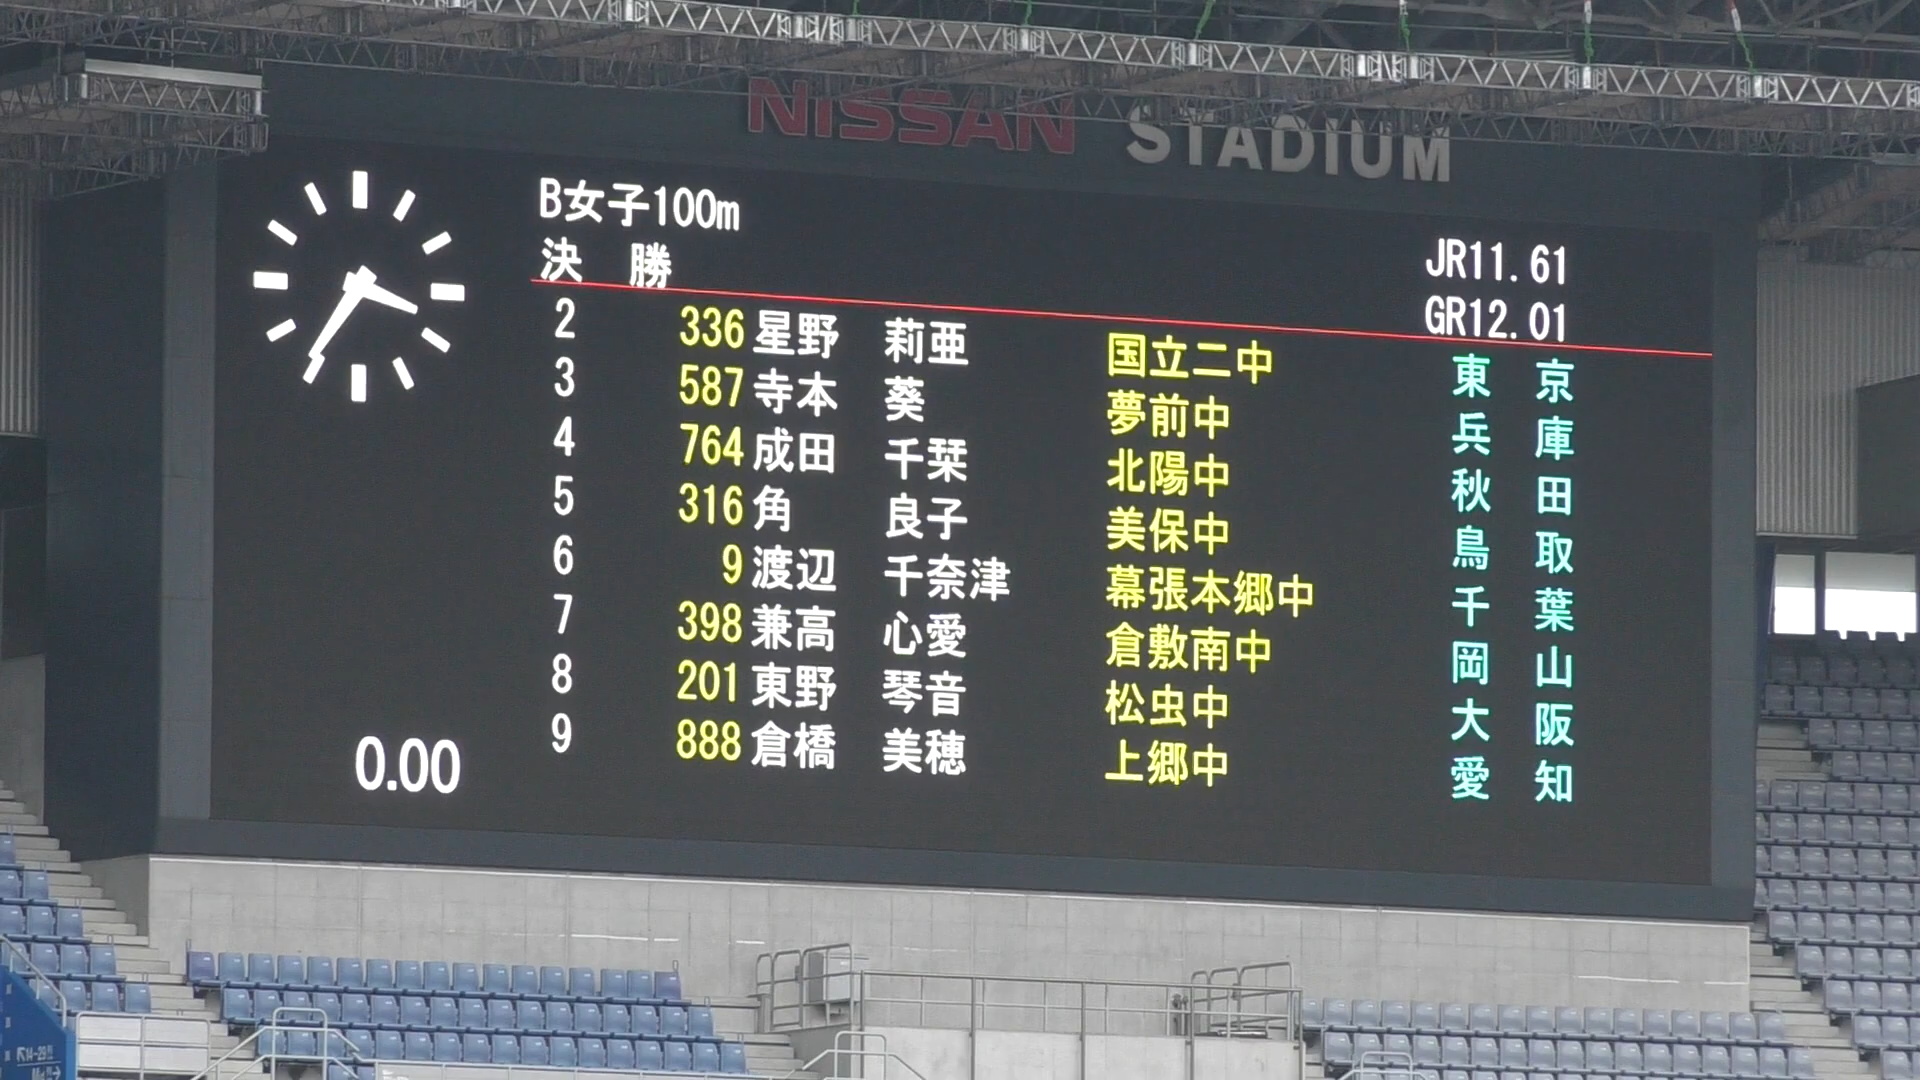 NISSAN STADIUM
B女子100m
決 勝 JR11.61
GR12.01
2 336 星野 莉亜 国立二中 東 京
3 587 寺本 葵 夢前中 兵 庫
4 764 成田 千栞 北陽中 秋 田
5 316 角 良子 美保中 鳥 取
6 9 渡辺 千奈津 幕張本郷中 千 葉
7 398 兼高 心愛 倉敷南中 岡 山
8 201 東野 琴音 松虫中 大 阪
9 888 倉橋 美穂 上郷中 愛 知
0.00